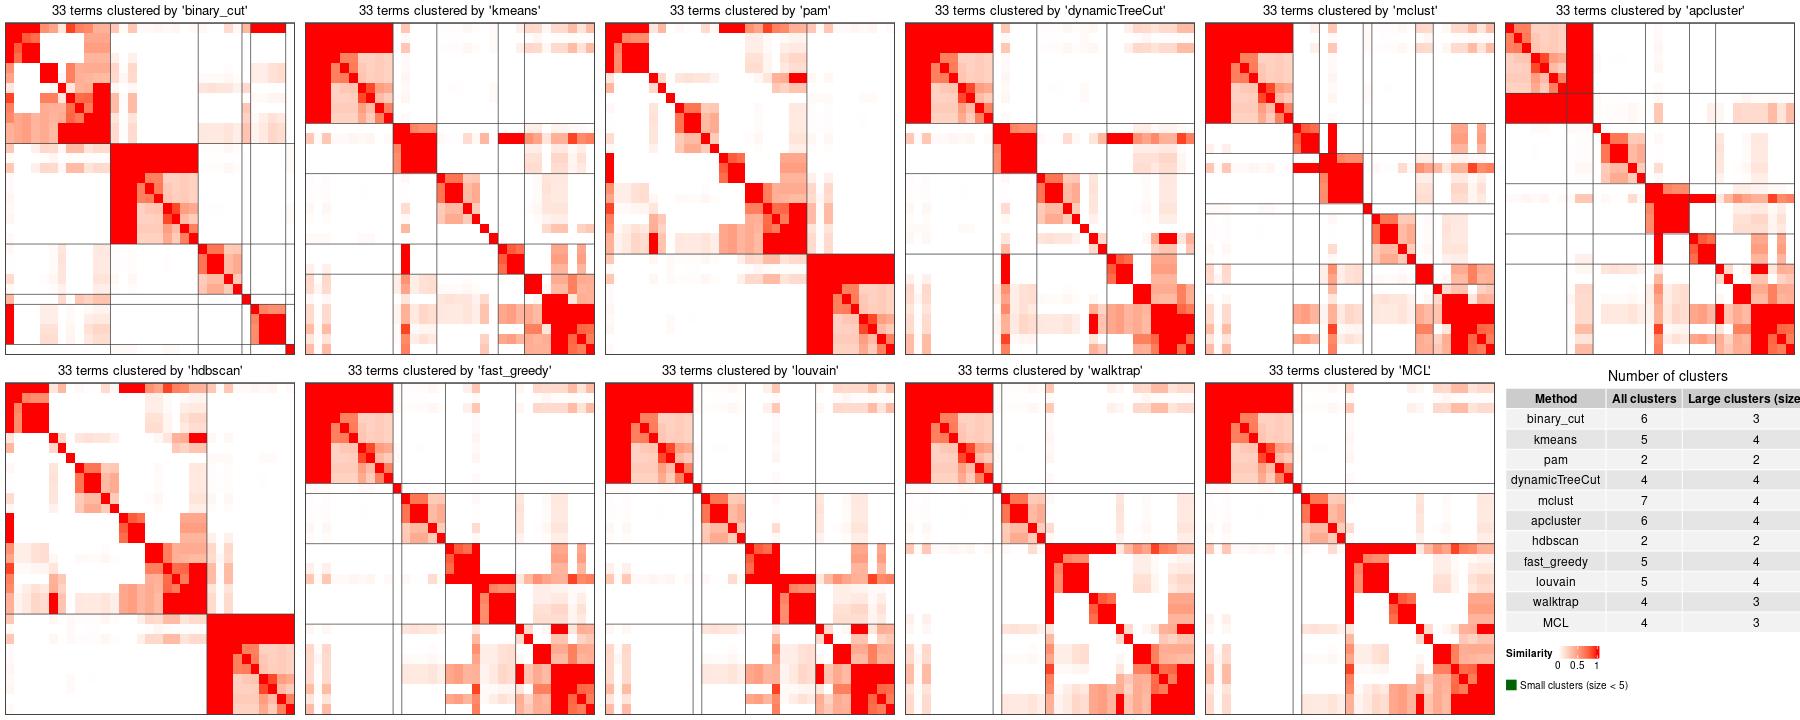 33 terms clustered by 'binary_cut'
33 terms clustered by 'kmeans'
33 terms clustered by 'pam'
33 terms clustered by 'dynamicTreeCut'
33 terms clustered by 'mclust'
33 terms clustered by 'apcluster'
33 terms clustered by 'hdbscan'
33 terms clustered by 'fast_greedy'
33 terms clustered by 'louvain'
33 terms clustered by 'walktrap'
33 terms clustered by 'MCL'
Number of clusters
Method All clusters Large clusters (size
binary_cut 6 3
kmeans 5 4
pam 2 2
dynamicTreeCut 4 4
mclust 7 4
apcluster 6 4
hdbscan 2 2
fast_greedy 5 4
louvain 5 4
walktrap 4 3
MCL 4 3
Similarity
0 0.5 1
Small clusters (size < 5)